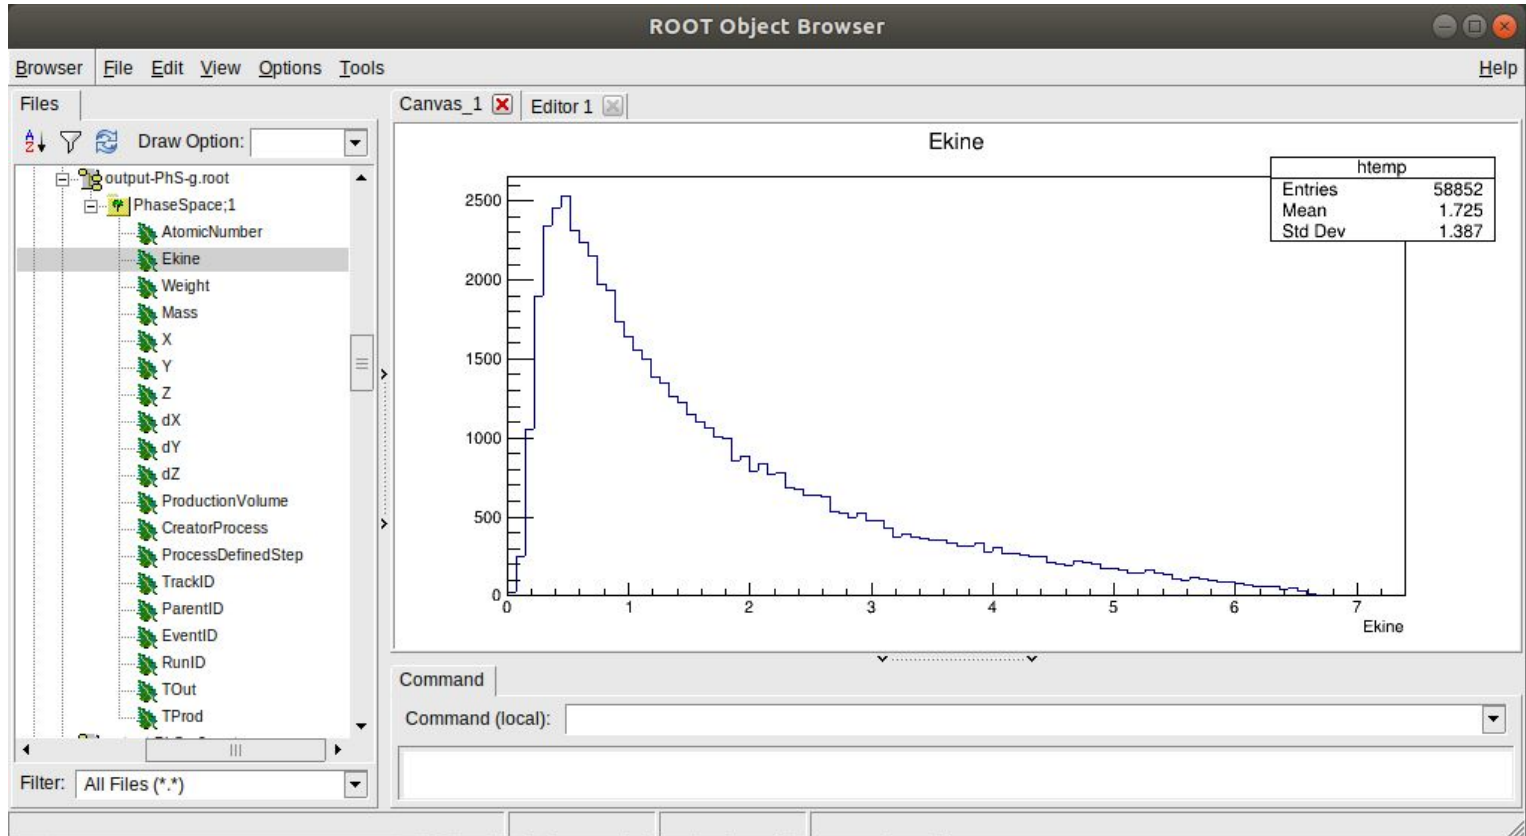 ROOT Object Browser
Browser File Edit View Options Tools Help
Files
Draw Option:
output-PhS-g.root
PhaseSpace;1
AtomicNumber
Ekine
Weight
Mass
X
Y
Z
dX
dY
dZ
ProductionVolume
CreatorProcess
ProcessDefinedStep
TrackID
ParentID
EventID
RunID
TOut
TProd
Filter: All Files (*.*)
Canvas_1 Editor 1
Ekine
htemp
Entries 58852
Mean 1.725
Std Dev 1.387
2500
2000
1500
1000
500
0
0 1 2 3 4 5 6 7
Ekine
Command
Command (local):